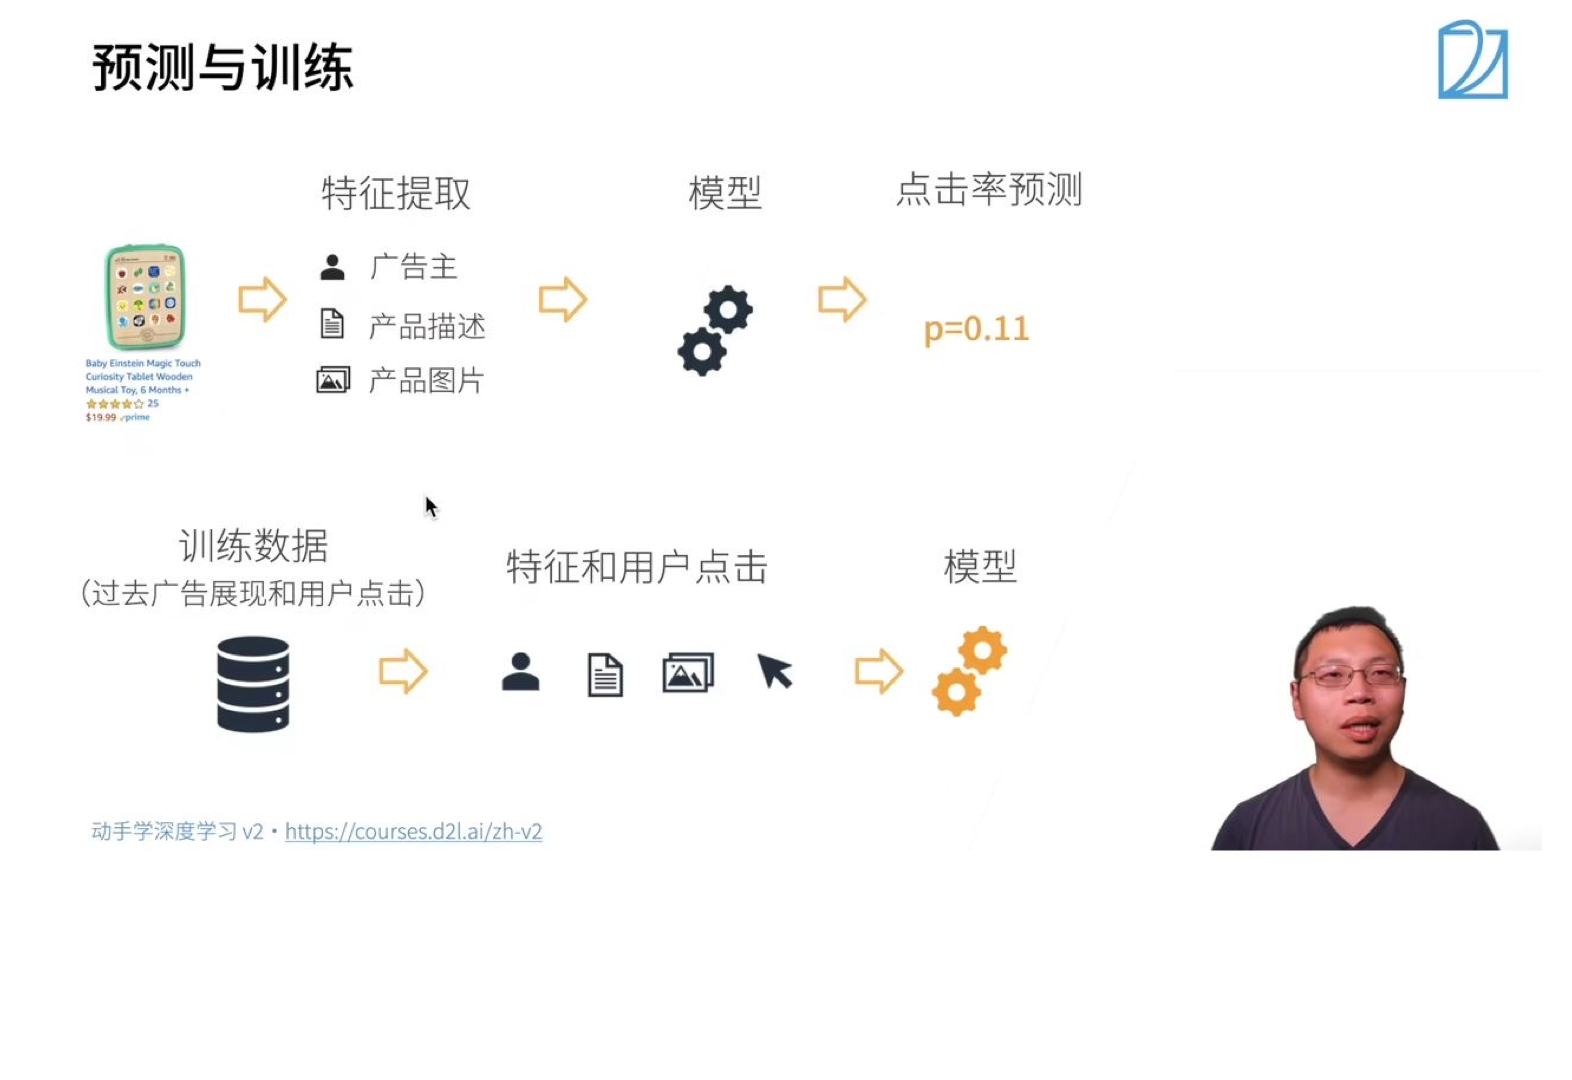 预测与训练
特征提取
模型
点击率预测
广告主
产品描述
产品图片
p=0.11
Baby Einstein Magic Touch
Curiosity Tablet Wooden
Musical Toy, 6 Months +
25
$19.99 prime
训练数据
（过去广告展现和用户点击）
特征和用户点击
模型
动手学深度学习 v2 • https://courses.d2l.ai/zh-v2